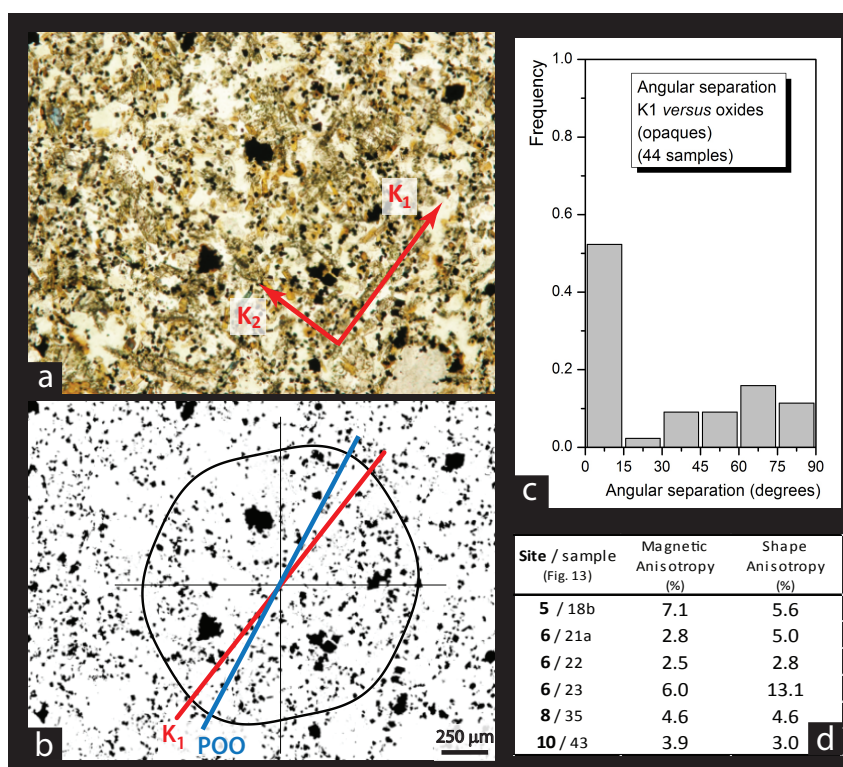 K1
K2
a
K1
POO
250 µm
b
Frequency
1.0
0.8
0.6
0.4
0.2
0.0
Angular separation
K1 versus oxides
(opaques)
(44 samples)
0 15 30 45 60 75 90
Angular separation (degrees)
c
Site / sample Magnetic Shape
(Fig. 13) Anisotropy Anisotropy
(%) (%)
5 / 18b 7.1 5.6
6 / 21a 2.8 5.0
6 / 22 2.5 2.8
6 / 23 6.0 13.1
8 / 35 4.6 4.6
10 / 43 3.9 3.0
d